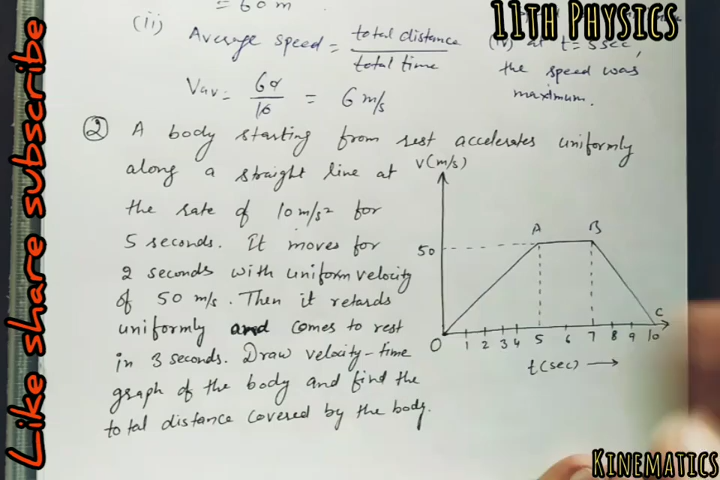 = 60 m
11TH PHYSICS
(ii) Average speed = total distance
total time
(iv) at t=5sec,
the speed was
maximum.
Vav = 60 = 6 m/s
10
② A body starting from rest accelerates uniformly
along a straight line at
the rate of 10 m/s² for
5 seconds. It moves for
2 seconds with uniform velocity
of 50 m/s. Then it retards
uniformly and comes to rest
in 3 seconds. Draw velocity-time
graph of the body and find the
total distance covered by the body.
V(m/s)
A B
50
C
O 1 2 3 4 5 6 7 8 9 10
t(sec) →
Like share subscribe
KINEMATICS